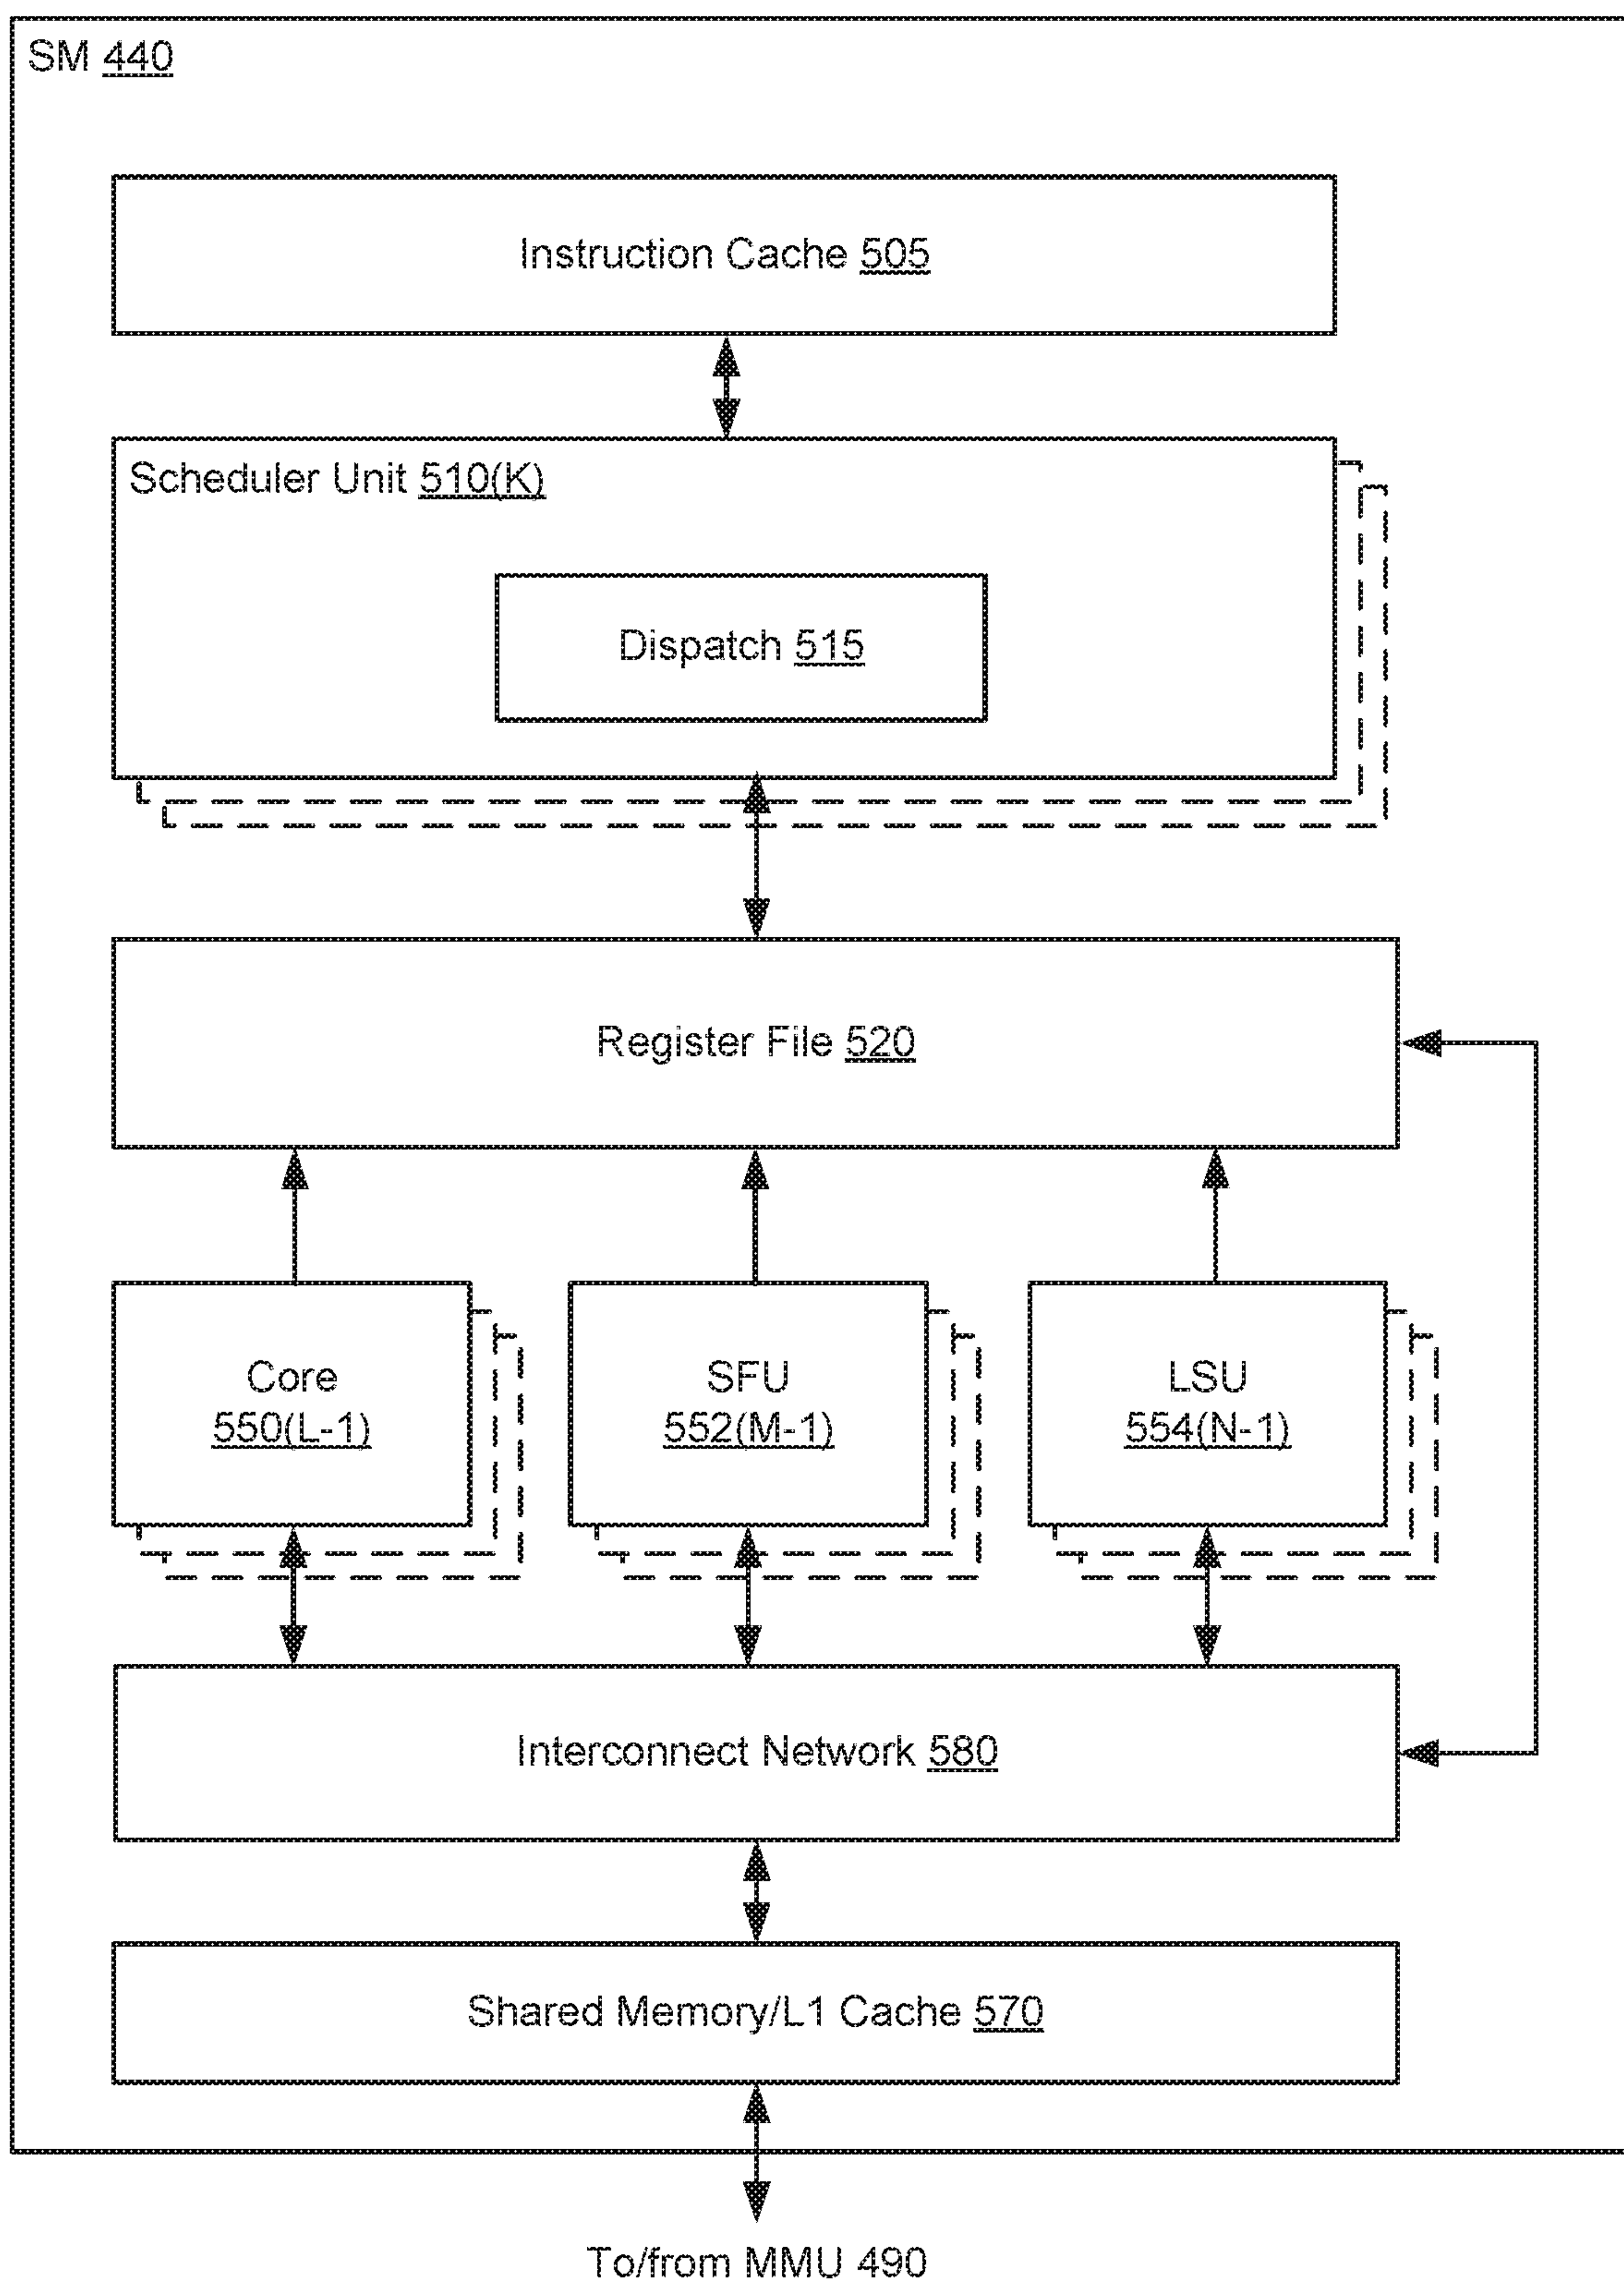 SM 440
Instruction Cache 505
Scheduler Unit 510(K)
Dispatch 515
Register File 520
Core
550(L-1)
SFU
552(M-1)
LSU
554(N-1)
Interconnect Network 580
Shared Memory/L1 Cache 570
To/from MMU 490